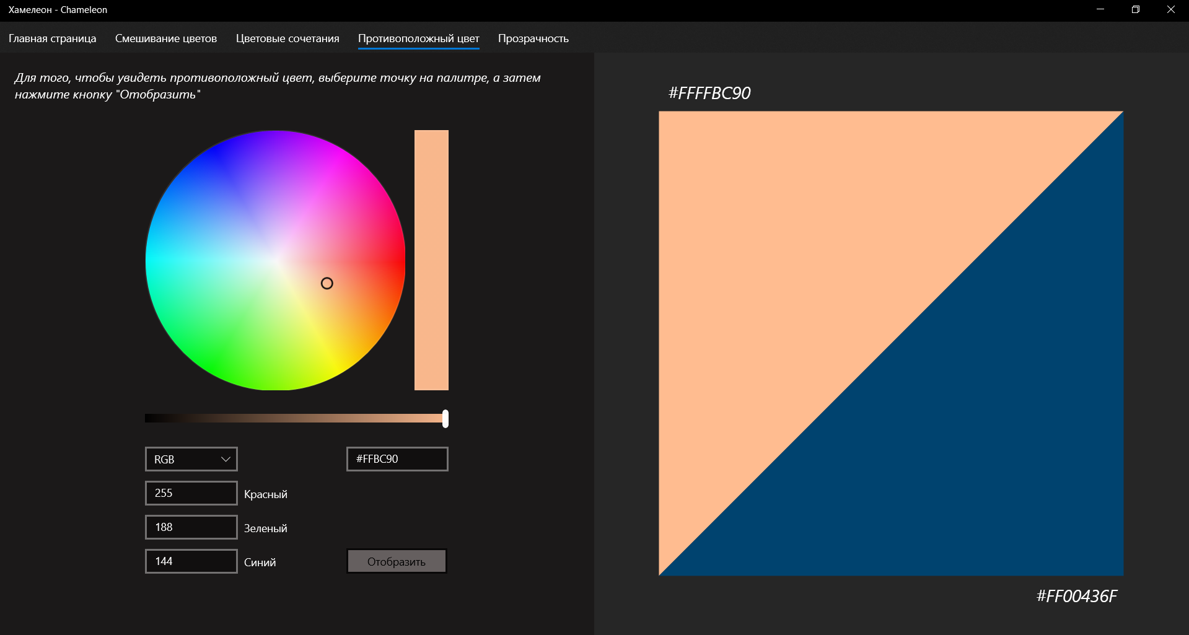 Хамелеон - Chameleon
Главная страница Смешивание цветов Цветовые сочетания Противоположный цвет Прозрачность
Для того, чтобы увидеть противоположный цвет, выберите точку на палитре, а затем
нажмите кнопку "Отобразить"
#FFFFBC90
RGB #FFBC90
255 Красный
188 Зеленый
144 Синий Отобразить
#FF00436F